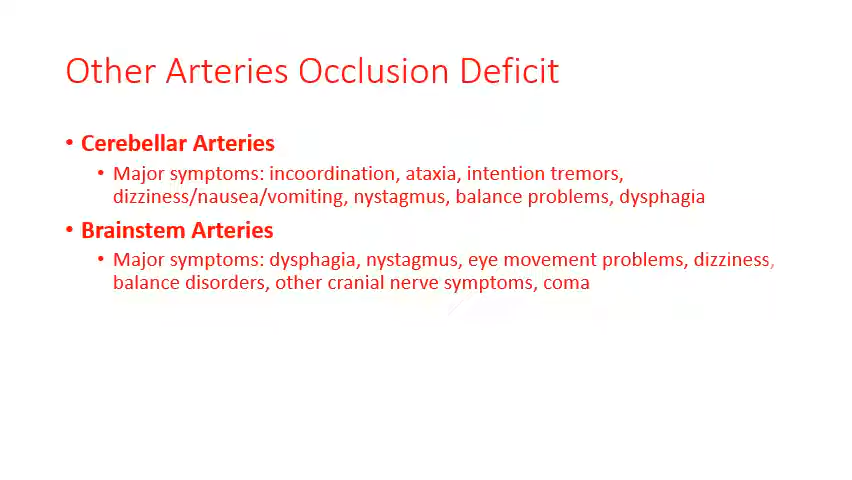 Other Arteries Occlusion Deficit
• Cerebellar Arteries
• Major symptoms: incoordination, ataxia, intention tremors,
dizziness/nausea/vomiting, nystagmus, balance problems, dysphagia
• Brainstem Arteries
• Major symptoms: dysphagia, nystagmus, eye movement problems, dizziness,
balance disorders, other cranial nerve symptoms, coma